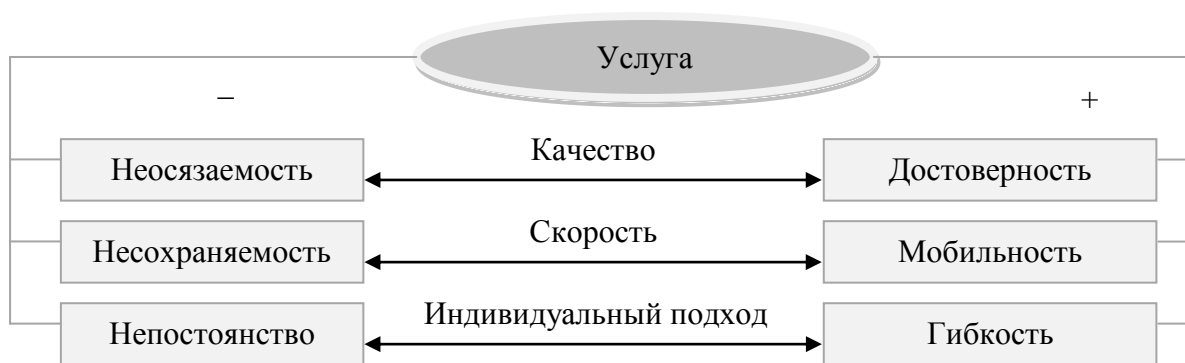 Услуга
– +
Неосязаемость Качество Достоверность
Несохраняемость Скорость Мобильность
Непостоянство Индивидуальный подход Гибкость